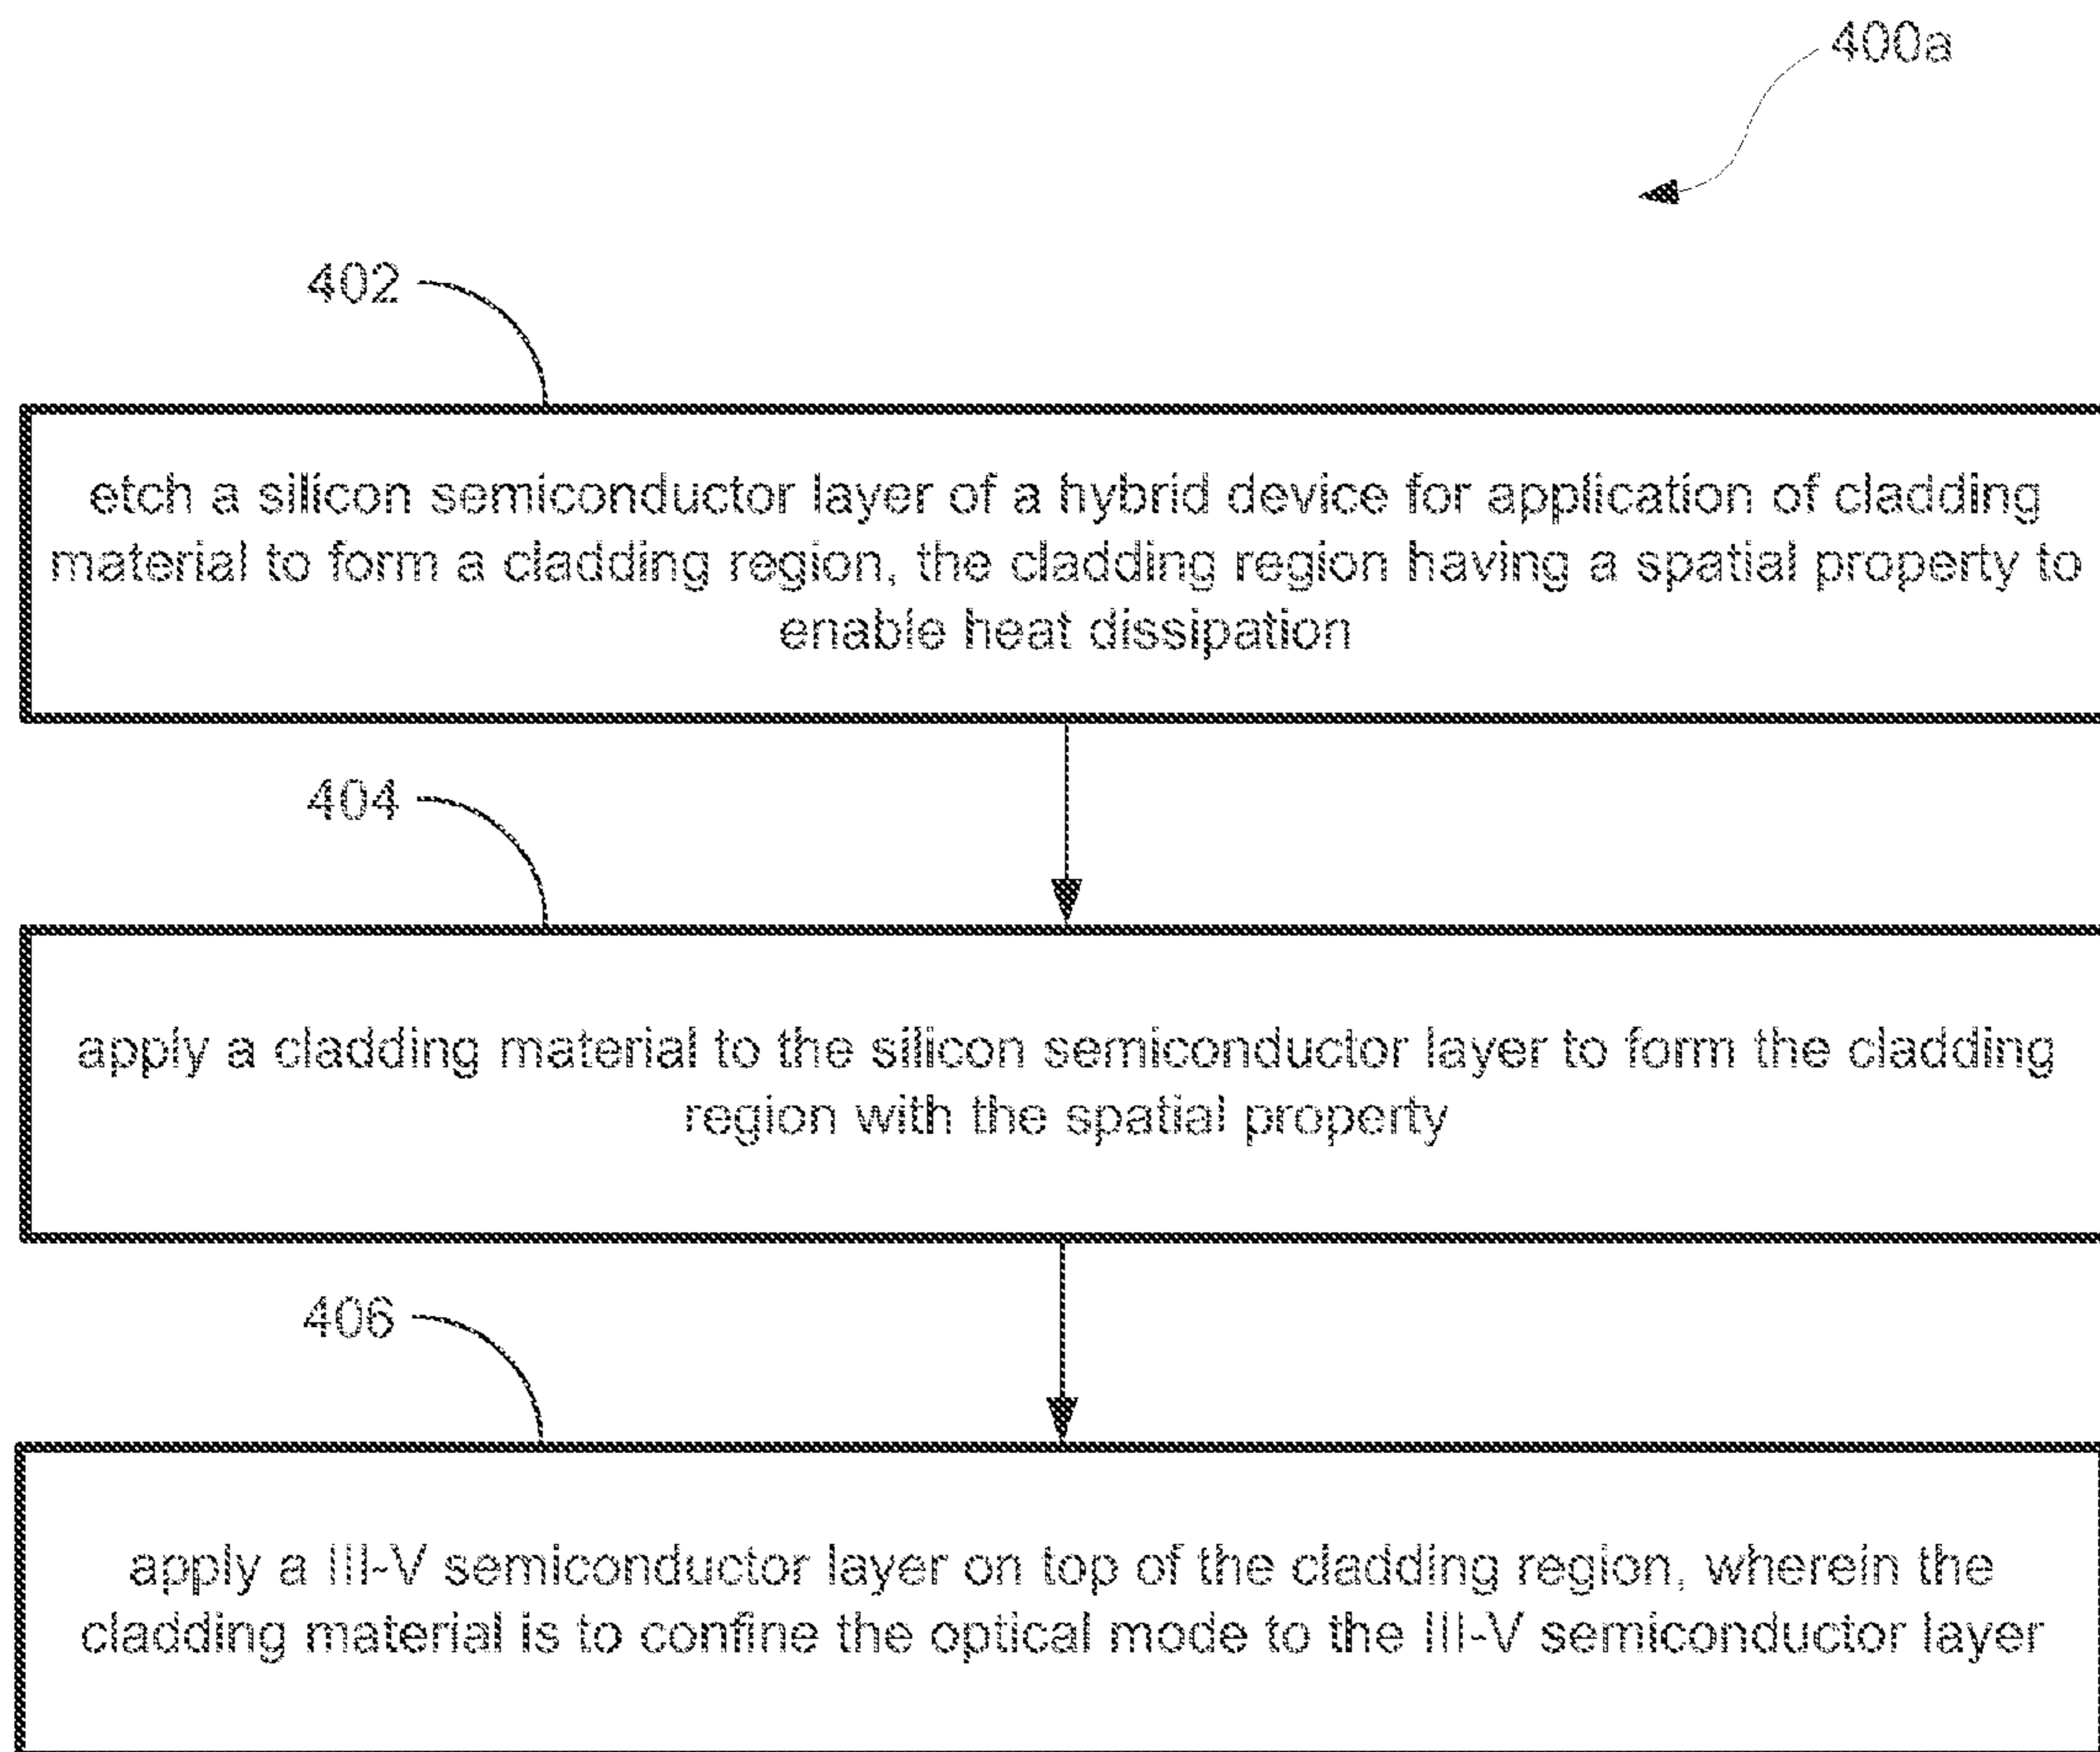 400a
402
etch a silicon semiconductor layer of a hybrid device for application of cladding
material to form a cladding region, the cladding region having a spatial property to
enable heat dissipation
404
apply a cladding material to the silicon semiconductor layer to form the cladding
region with the spatial property
406
apply a III-V semiconductor layer on top of the cladding region, wherein the
cladding material is to confine the optical mode to the III-V semiconductor layer